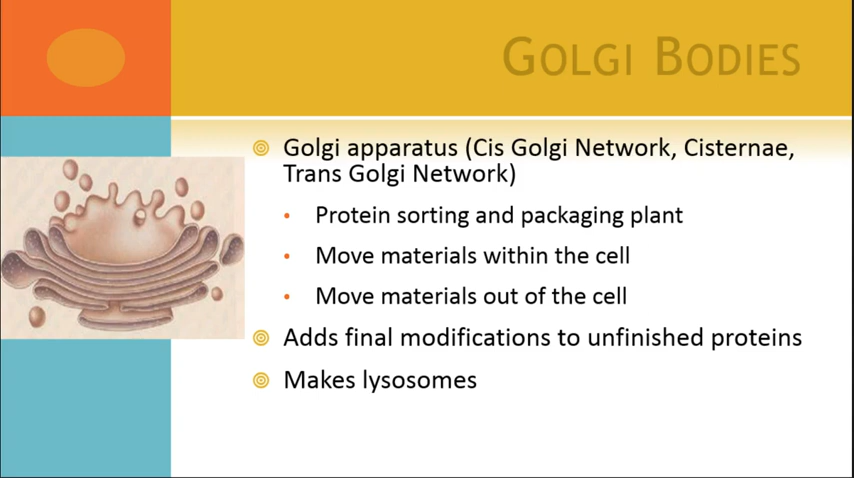 GOLGI BODIES
Golgi apparatus (Cis Golgi Network, Cisternae,
Trans Golgi Network)
Protein sorting and packaging plant
Move materials within the cell
Move materials out of the cell
Adds final modifications to unfinished proteins
Makes lysosomes